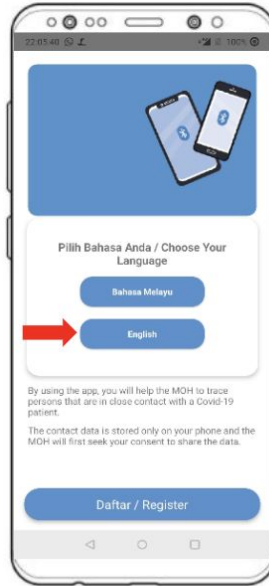 22:05:40
100%
Pilih Bahasa Anda / Choose Your
Language
Bahasa Melayu
English
By using the app, you will help the MOH to trace
persons that are in close contact with a Covid-19
patient.
The contact data is stored only on your phone and the
MOH will first seek your consent to share the data.
Daftar / Register